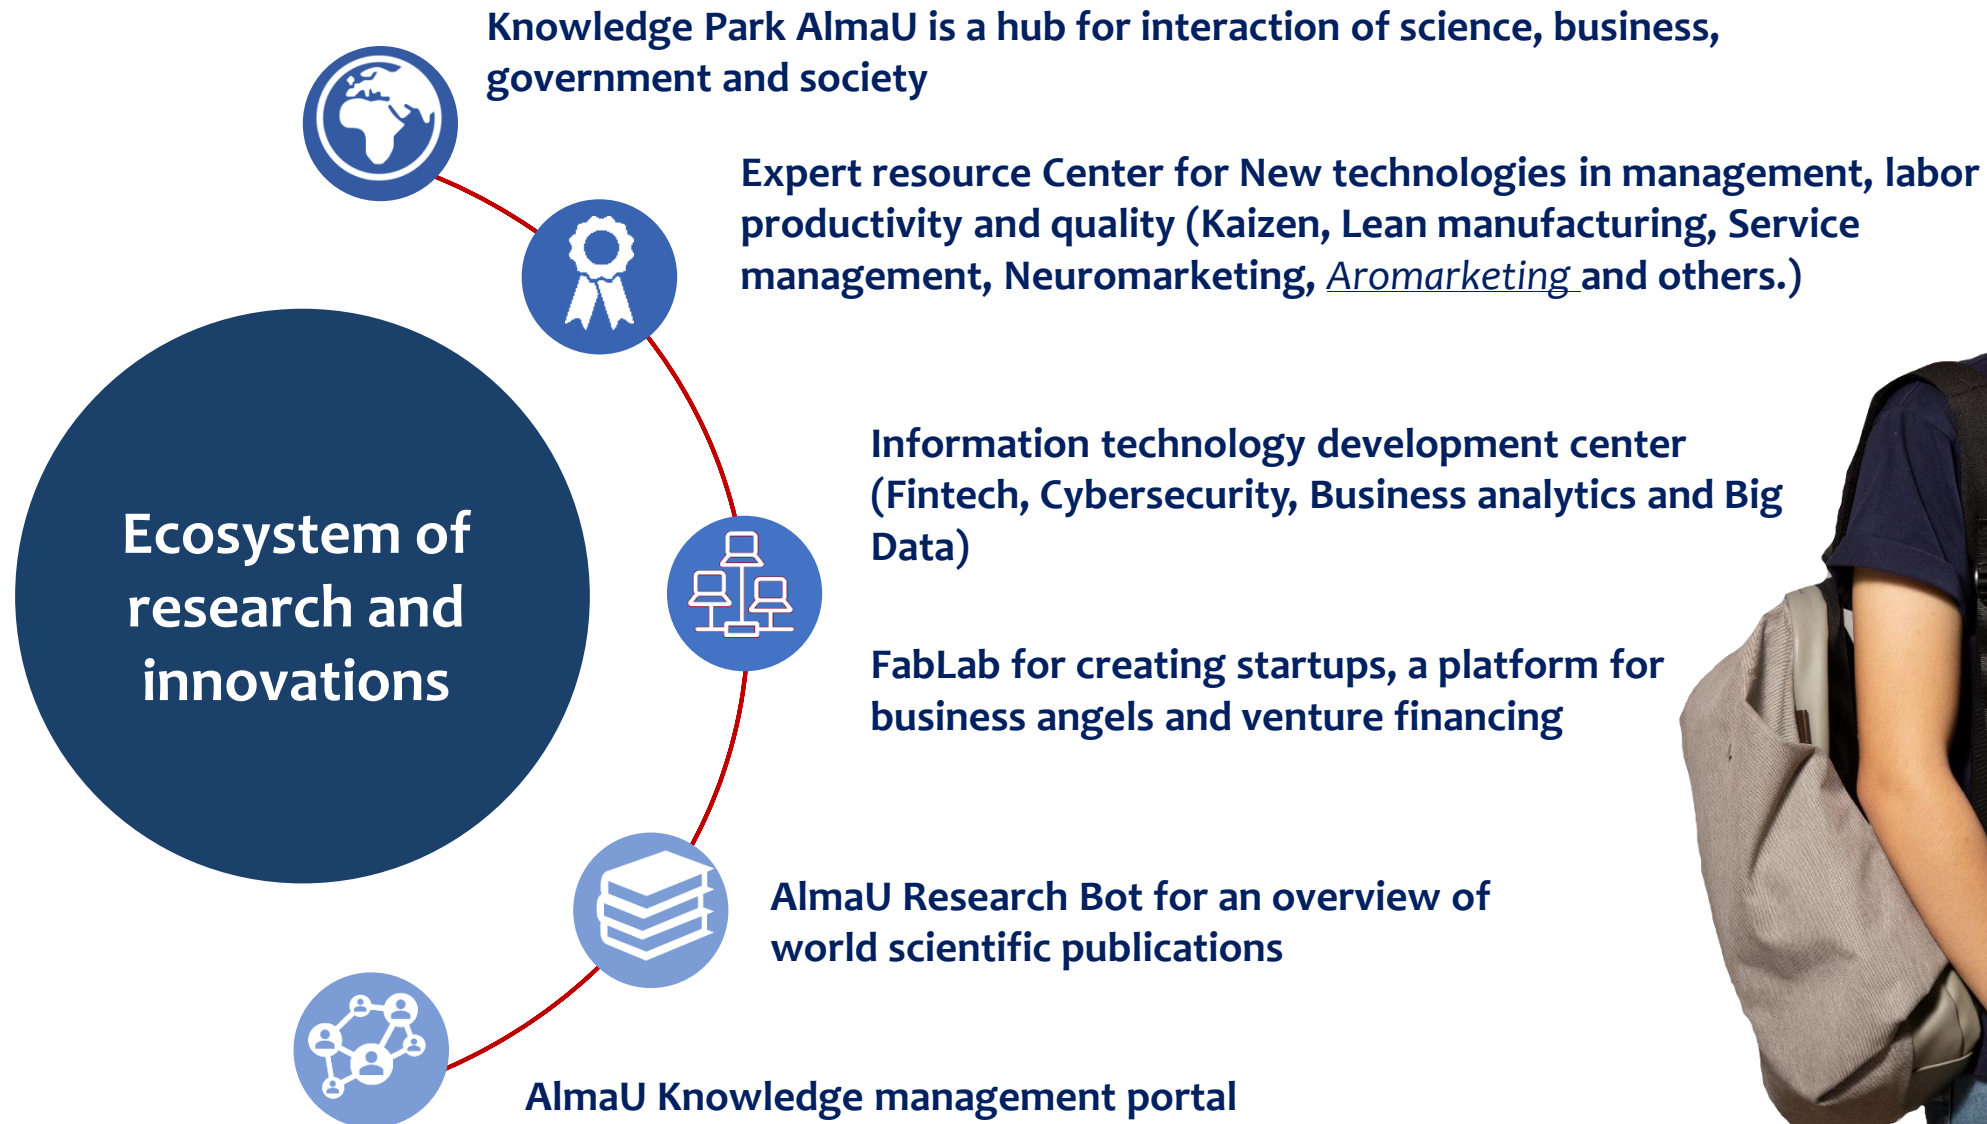 Knowledge Park AlmaU is a hub for interaction of science, business,
government and society
Expert resource Center for New technologies in management, labor
productivity and quality (Kaizen, Lean manufacturing, Service
management, Neuromarketing, Aromarketing and others.)
Information technology development center
(Fintech, Cybersecurity, Business analytics and Big
Data)
Ecosystem of
research and
innovations
FabLab for creating startups, a platform for
business angels and venture financing
AlmaU Research Bot for an overview of
world scientific publications
AlmaU Knowledge management portal